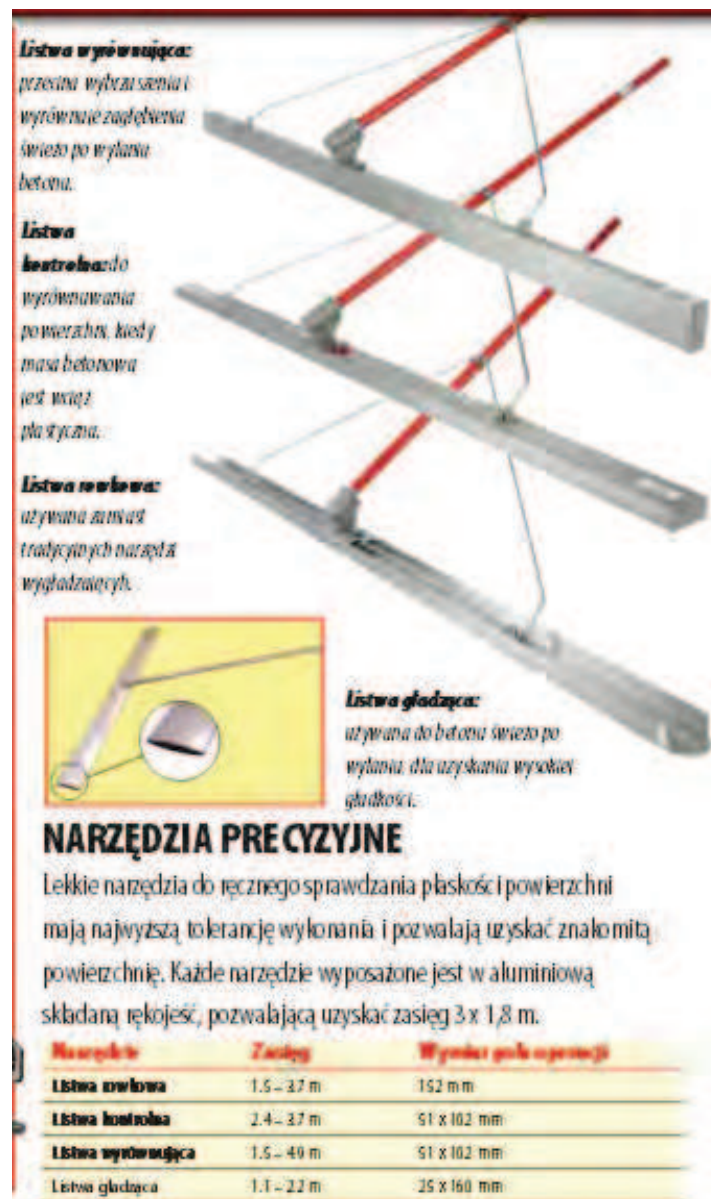 Listwa wyrównująca:
przecina wybrzuszenia i
wyrównuje zagłębienia
świeżo po wylaniu
betonu.
Listwa
kontrolna: do
wyrównawania
powierzchni, kiedy
masa betonowa
jest wciąż
plastyczna.
Listwa rowkowa:
używana zamiast
tradycyjnych narzędzi
wygładzających.
Listwa gładząca:
używana do betonu świeżo po
wylaniu, dla uzyskania wysokiej
gładkości.
NARZĘDZIA PRECYZYJNE
Lekkie narzędzia do ręcznego sprawdzania płaskości powierzchni
mają najwyższą tolerancję wykonania i pozwalają uzyskać znakomitą
powierzchnię. Każde narzędzie wyposażone jest w aluminiową
składaną rękojeść, pozwalającą uzyskać zasięg 3 x 1,8 m.
Narzędzie Zasięg Wymiar
Listwa rowkowa 1.5 – 3.7 m 152 mm
Listwa kontrolna 2.4 – 3.7 m 51 x 102 mm
Listwa wyrównująca 1.5 – 4.9 m 51 x 102 mm
Listwa gładząca 1.1 – 2.2 m 25 x 160 mm